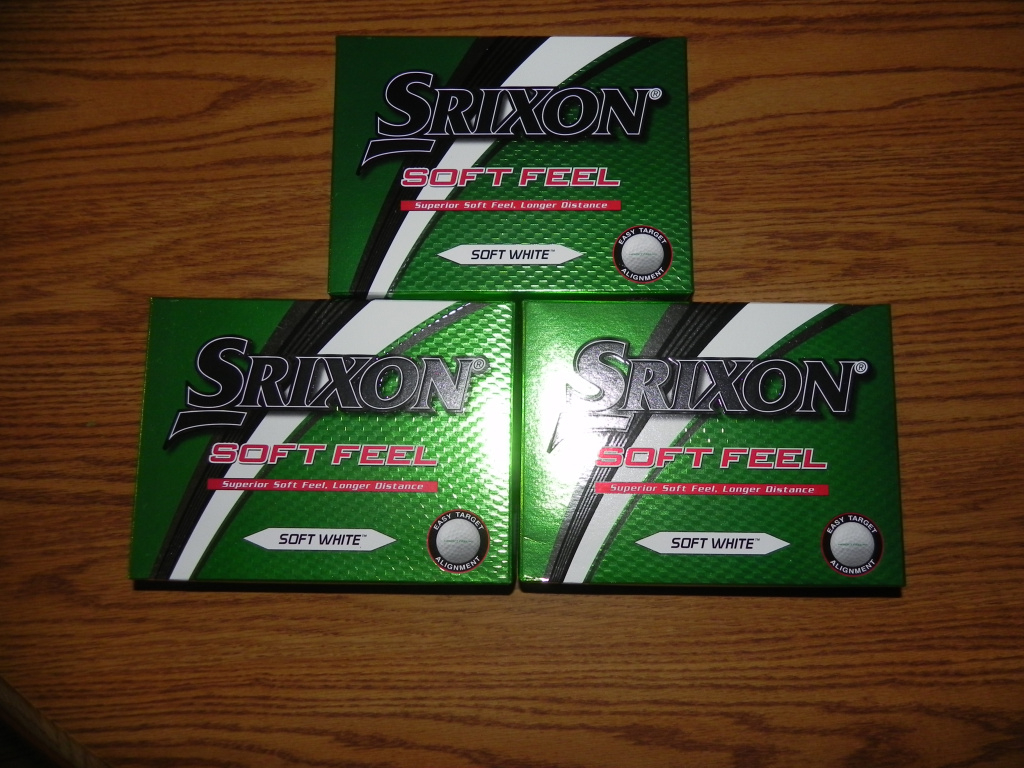 SRIXON®
SOFT FEEL
Superior Soft Feel, Longer Distance
SOFT WHITE™
EASY TARGET
ALIGNMENT
SRIXON®
SOFT FEEL
Superior Soft Feel, Longer Distance
SOFT WHITE™
EASY TARGET
ALIGNMENT
SRIXON®
SOFT FEEL
Superior Soft Feel, Longer Distance
SOFT WHITE™
EASY TARGET
ALIGNMENT